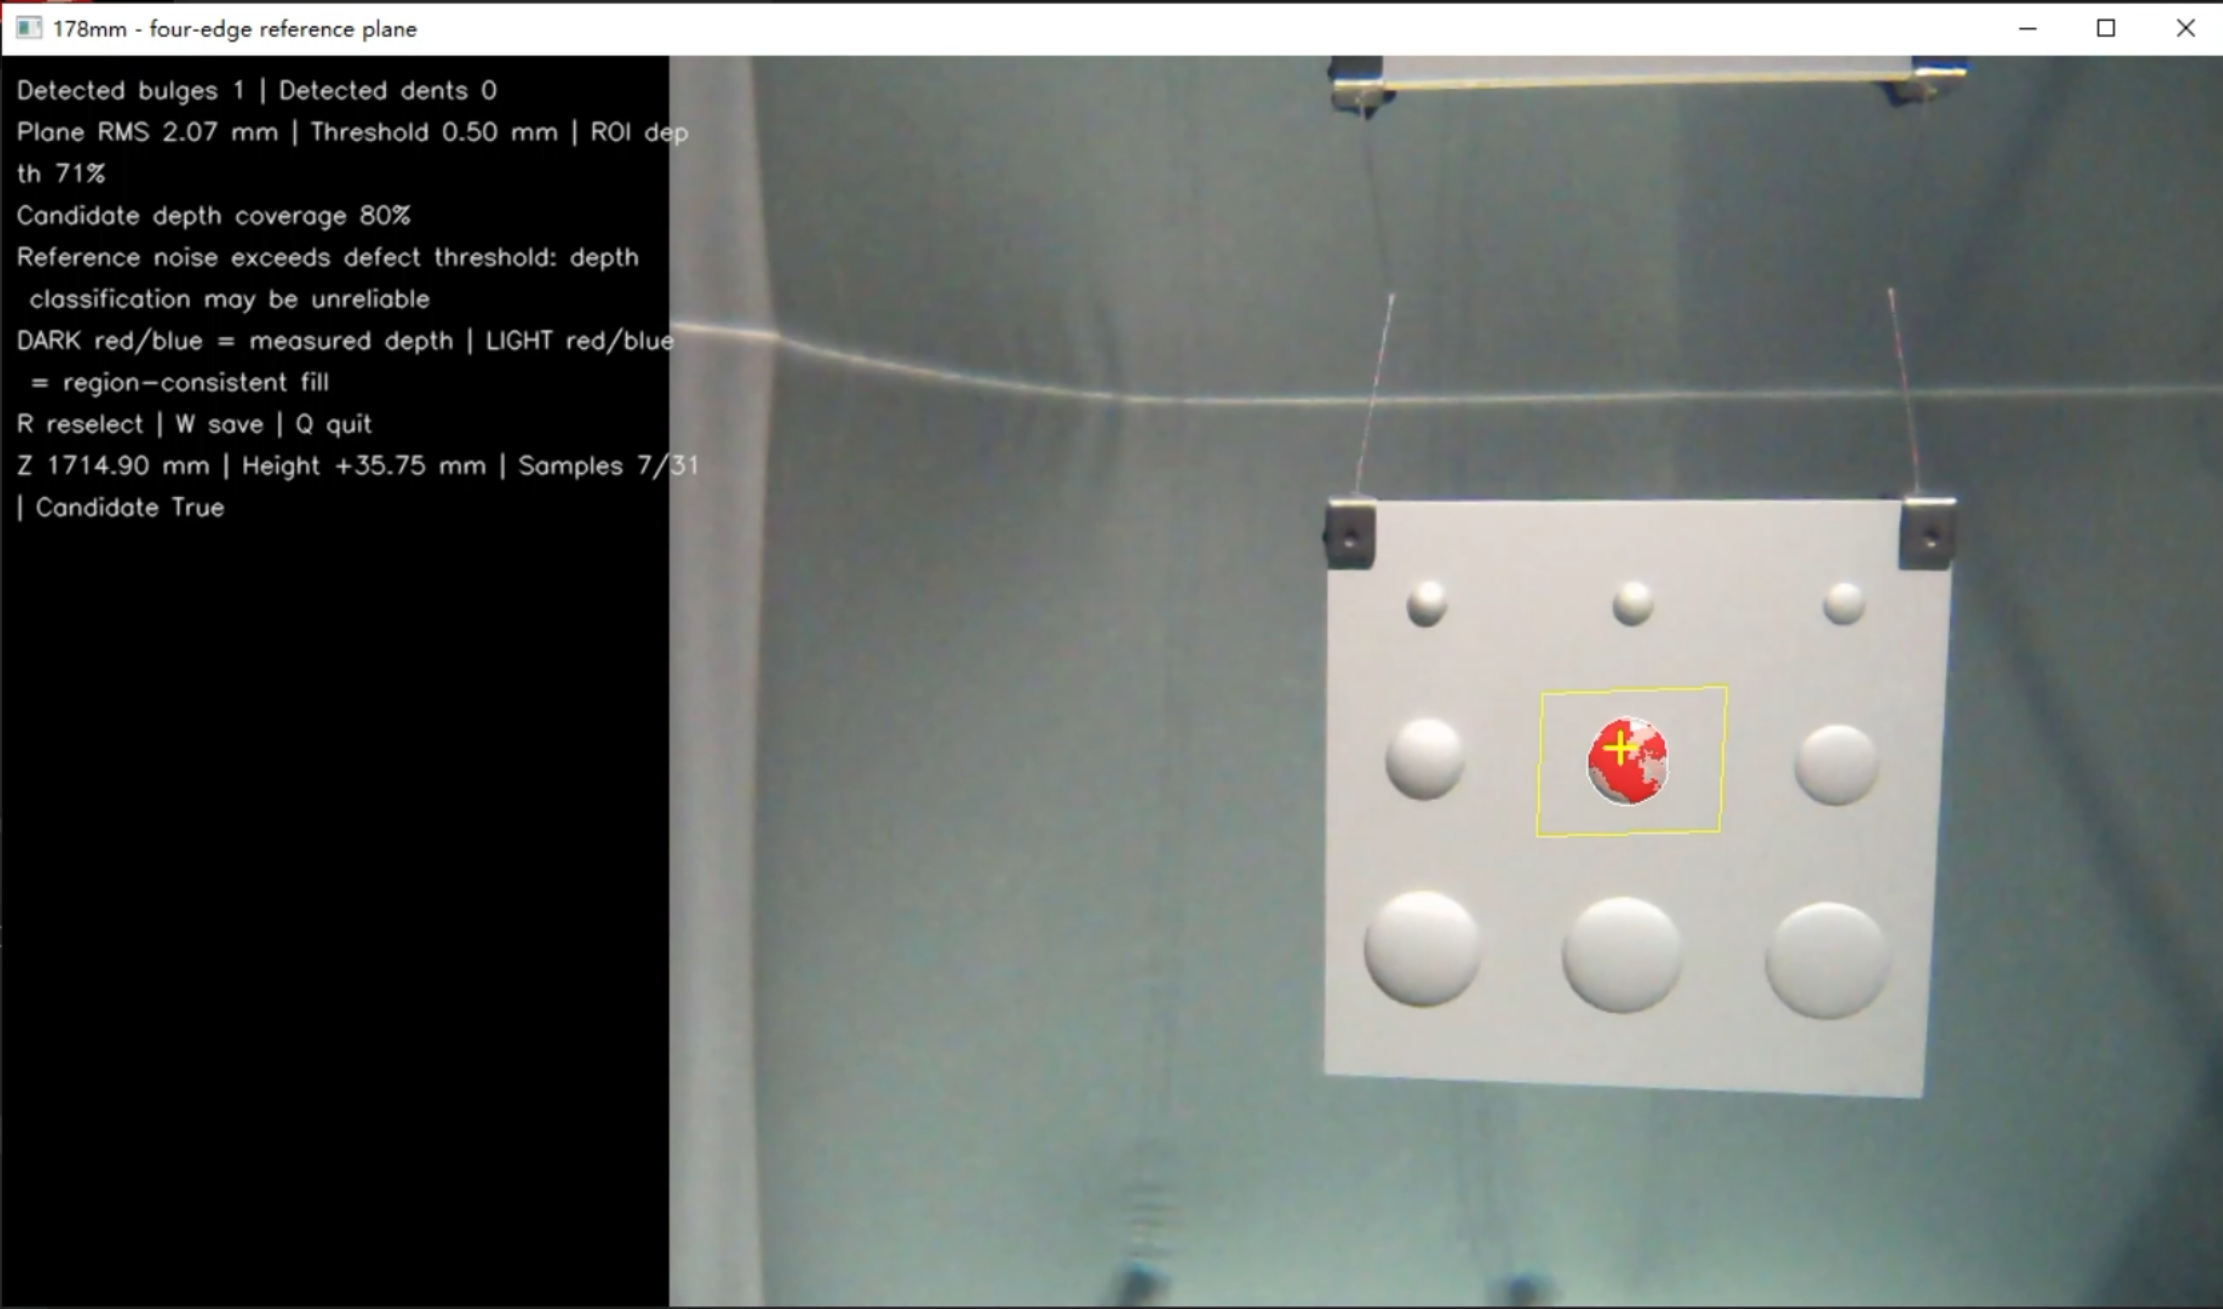 178mm - four-edge reference plane
Detected bulges 1 | Detected dents 0
Plane RMS 2.07 mm | Threshold 0.50 mm | ROI dep
th 71%
Candidate depth coverage 80%
Reference noise exceeds defect threshold: depth
classification may be unreliable
DARK red/blue = measured depth | LIGHT red/blue
= region-consistent fill
R reselect | W save | Q quit
Z 1714.90 mm | Height +35.75 mm | Samples 7/31
| Candidate True